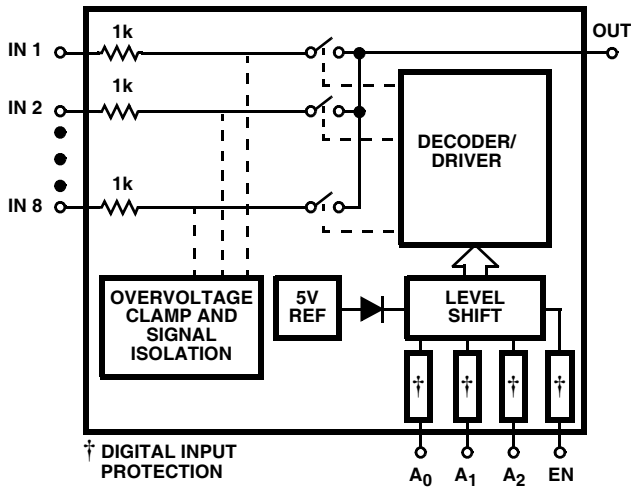 1k
OUT
IN 1
1k
IN 2
DECODER/
DRIVER
1k
IN 8
OVERVOLTAGE
CLAMP AND
SIGNAL
ISOLATION
5V
REF
LEVEL
SHIFT
† † † †
† DIGITAL INPUT
PROTECTION
A0 A1 A2 EN